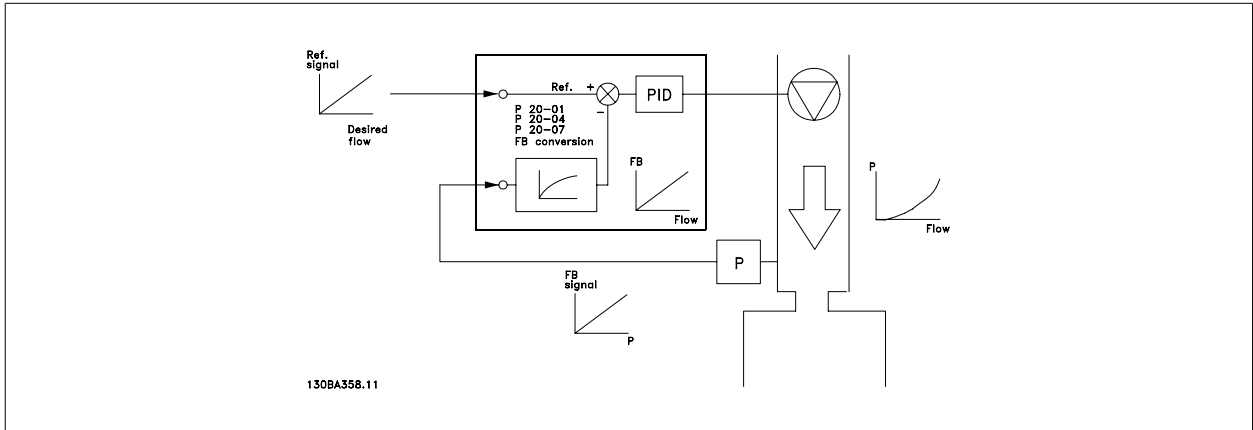 Ref.
signal
Desired
flow
Ref.
+
-
P 20-01
P 20-04
P 20-07
FB conversion
PID
FB
Flow
P
Flow
P
FB
signal
P
130BA358.11